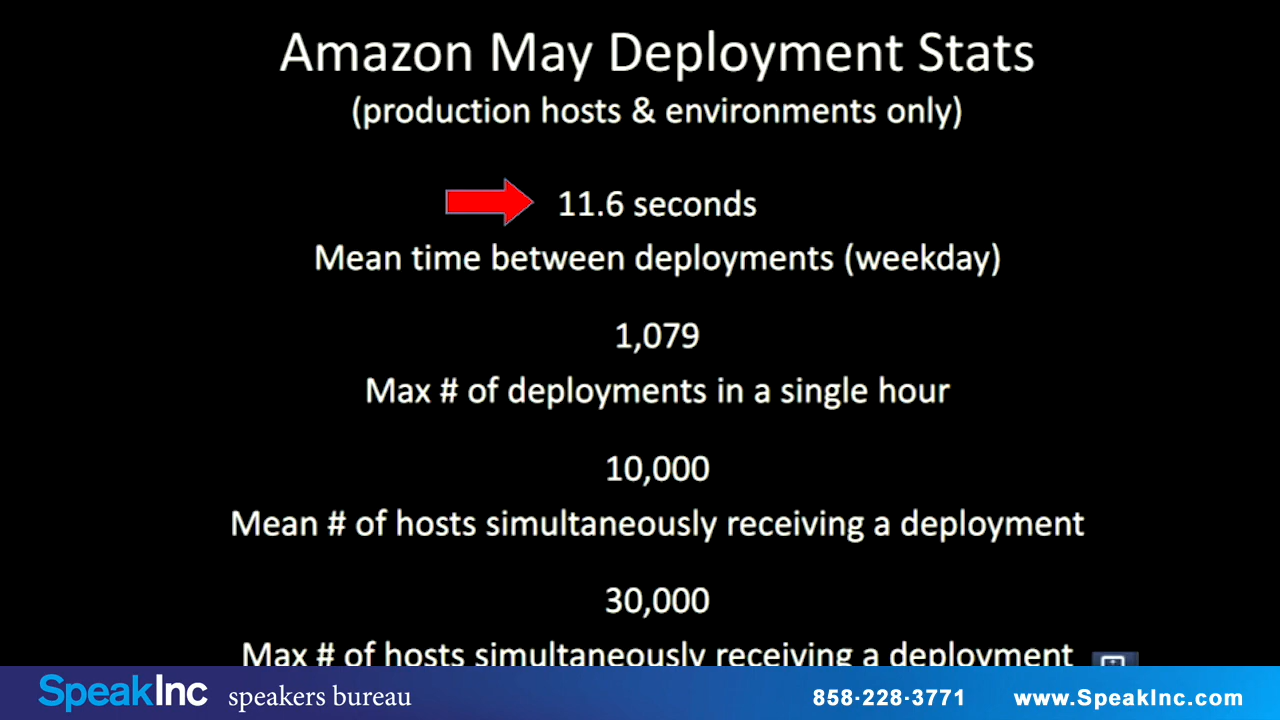 Amazon May Deployment Stats
(production hosts & environments only)
11.6 seconds
Mean time between deployments (weekday)
1,079
Max # of deployments in a single hour
10,000
Mean # of hosts simultaneously receiving a deployment
30,000
Max # of hosts simultaneously receiving a deployment
SpeakInc speakers bureau 858-228-3771 www.SpeakInc.com